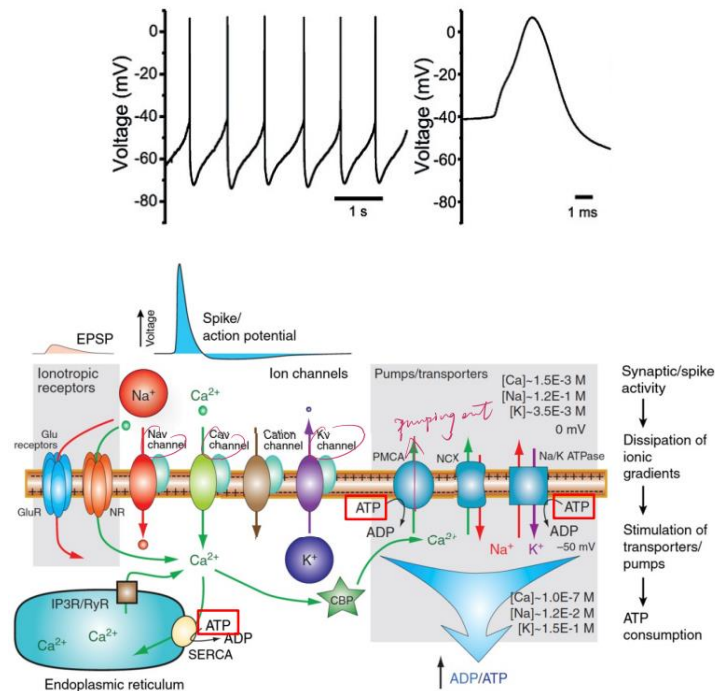 Voltage (mV)
0
-20
-40
-60
-80
1 s
Voltage (mV)
0
-20
-40
-60
-80
1 ms
EPSP
Voltage
Spike/
action potential
Ionotropic
receptors
Na+
Ca2+
Ion channels
Glu
receptors
Nav
channel
Cav
channel
Cation
channel
Kv
channel
GluR
NR
K+
Ca2+
IP3R/RyR
Ca2+
Ca2+
ATP
ADP
SERCA
Endoplasmic reticulum
CBP
Pumps/transporters
[Ca]~1.5E-3 M
[Na]~1.2E-1 M
[K]~3.5E-3 M
0 mV
pumping out
PMCA
NCX
Na/K ATPase
ATP
ADP
Ca2+
Na+
K+
ATP
ADP
–50 mV
[Ca]~1.0E-7 M
[Na]~1.2E-2 M
[K]~1.5E-1 M
ADP/ATP
Synaptic/spike
activity
Dissipation of
ionic
gradients
Stimulation of
transporters/
pumps
ATP
consumption